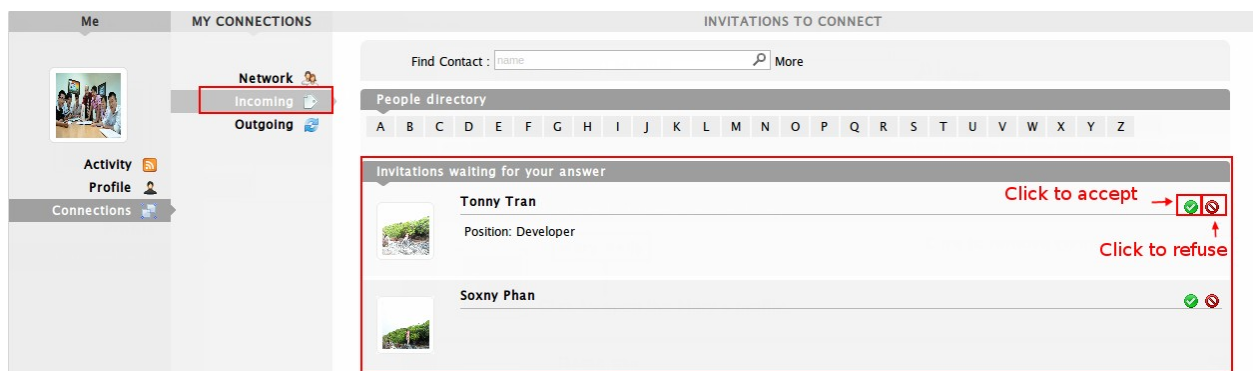 Me
MY CONNECTIONS
INVITATIONS TO CONNECT
Find Contact : name
More
Network
Incoming
Outgoing
People directory
A B C D E F G H I J K L M N O P Q R S T U V W X Y Z
Activity
Profile
Connections
Invitations waiting for your answer
Tonny Tran
Click to accept
Position: Developer
Click to refuse
Soxny Phan